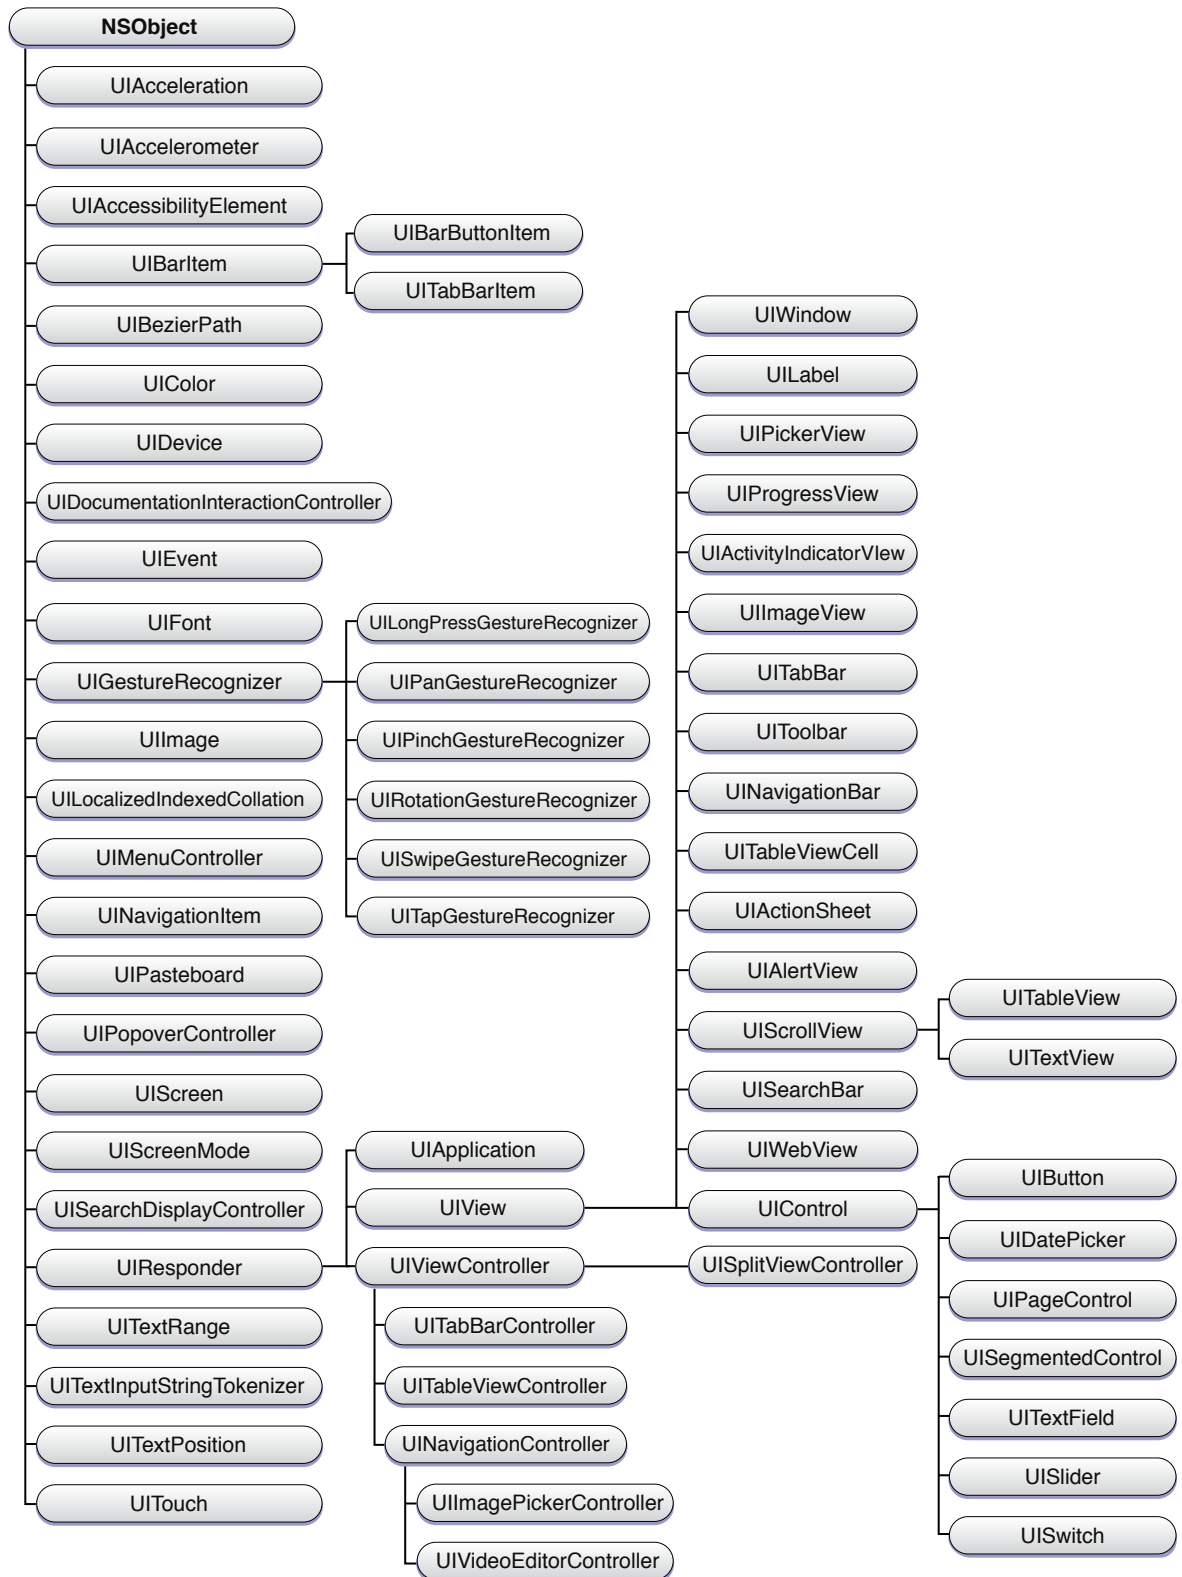 NSObject
UIAcceleration
UIAccelerometer
UIAccessibilityElement
UIBarItem
UIBarButtonItem
UITabBarItem
UIBezierPath
UIColor
UIDevice
UIDocumentationInteractionController
UIEvent
UIFont
UIGestureRecognizer
UILongPressGestureRecognizer
UIPanGestureRecognizer
UIPinchGestureRecognizer
UIRotationGestureRecognizer
UISwipeGestureRecognizer
UITapGestureRecognizer
UIImage
UILocalizedIndexedCollation
UIMenuController
UINavigationItem
UIPasteboard
UIPopoverController
UIScreen
UIScreenMode
UISearchDisplayController
UIResponder
UIApplication
UIView
UIViewController
UITabBarController
UITableViewController
UINavigationController
UIImagePickerController
UIVideoEditorController
UISplitViewController
UIWindow
UILabel
UIPickerView
UIProgressView
UIActivityIndicatorVIew
UIImageView
UITabBar
UIToolbar
UINavigationBar
UITableViewCell
UIActionSheet
UIAlertView
UIScrollView
UITableView
UITextView
UISearchBar
UIWebView
UIControl
UIButton
UIDatePicker
UIPageControl
UISegmentedControl
UITextField
UISlider
UISwitch
UITextRange
UITextInputStringTokenizer
UITextPosition
UITouch